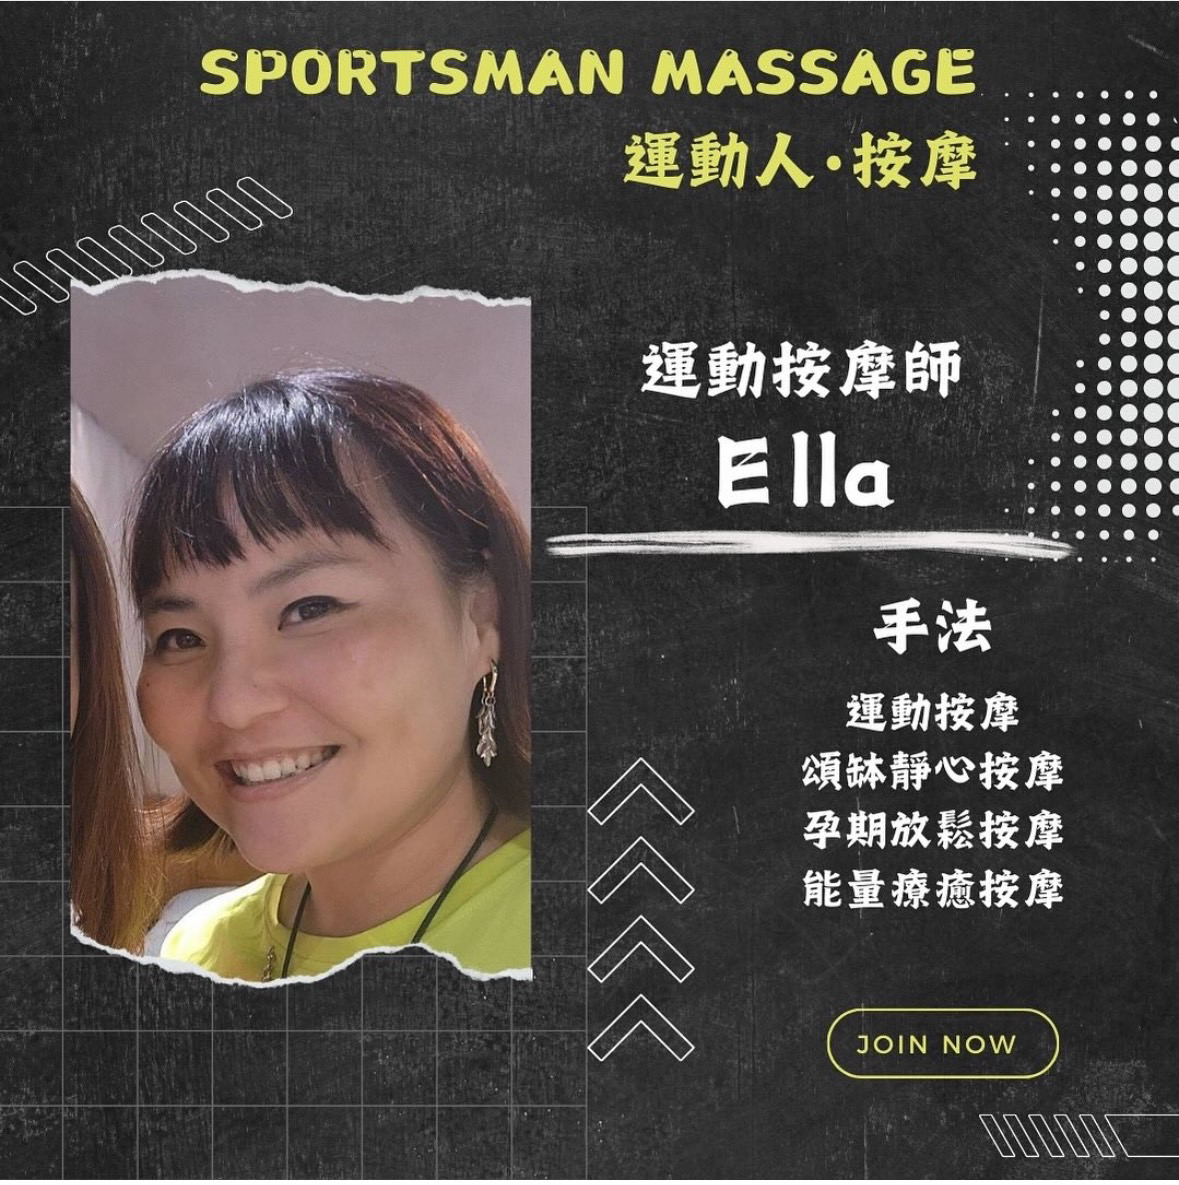 SPORTSMAN MASSAGE
運動人·按摩
運動按摩師
Ella
手法
運動按摩
頌缽靜心按摩
孕期放鬆按摩
能量療癒按摩
JOIN NOW